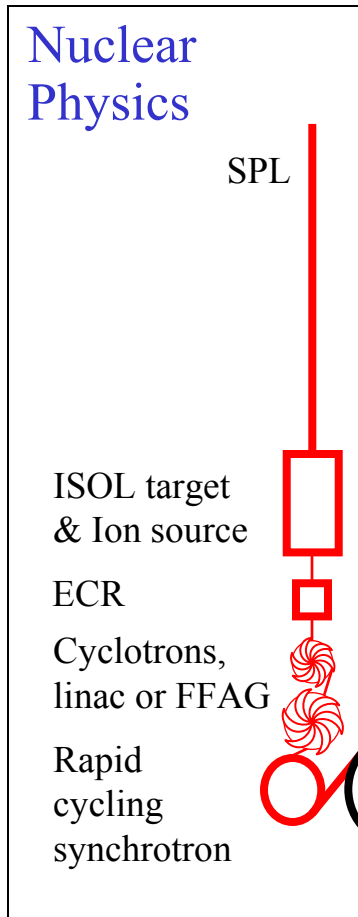 Nuclear
Physics
SPL
ISOL target
& Ion source
ECR
Cyclotrons,
linac or FFAG
Rapid
cycling
synchrotron